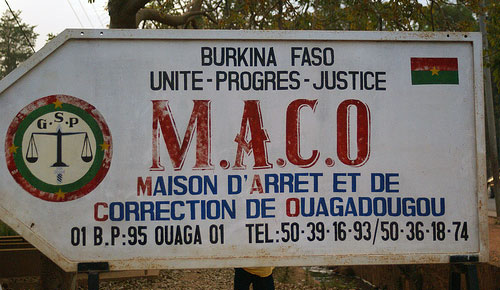 BURKINA FASO
UNITE-PROGRES-JUSTICE
G.S.P
M.A.C.O
MAISON D'ARRET ET DE
CORRECTION DE OUAGADOUGOU
01 B.P:95 OUAGA 01 TEL:50-39-16-93/50-36-18-74